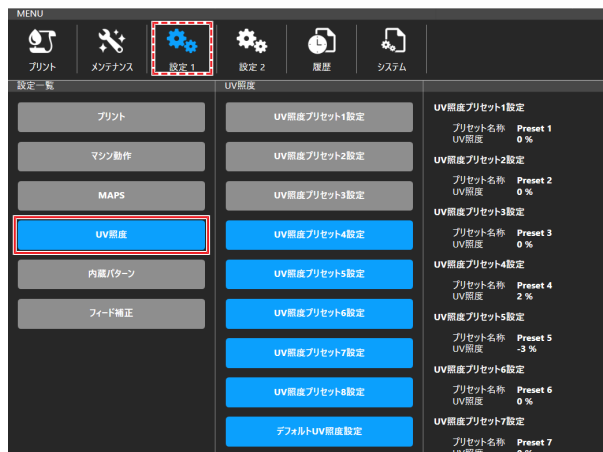 MENU
プリント
メンテナンス
設定 1
設定 2
履歴
システム
設定一覧
プリント
マシン動作
MAPS
UV照度
内蔵パターン
フィード補正
UV照度
UV照度プリセット1設定
UV照度プリセット2設定
UV照度プリセット3設定
UV照度プリセット4設定
UV照度プリセット5設定
UV照度プリセット6設定
UV照度プリセット7設定
UV照度プリセット8設定
デフォルトUV照度設定
UV照度プリセット1設定
プリセット名称 Preset 1
UV照度 0 %
UV照度プリセット2設定
プリセット名称 Preset 2
UV照度 0 %
UV照度プリセット3設定
プリセット名称 Preset 3
UV照度 0 %
UV照度プリセット4設定
プリセット名称 Preset 4
UV照度 2 %
UV照度プリセット5設定
プリセット名称 Preset 5
UV照度 -3 %
UV照度プリセット6設定
プリセット名称 Preset 6
UV照度 0 %
UV照度プリセット7設定
プリセット名称 Preset 7
UV照度 0 %